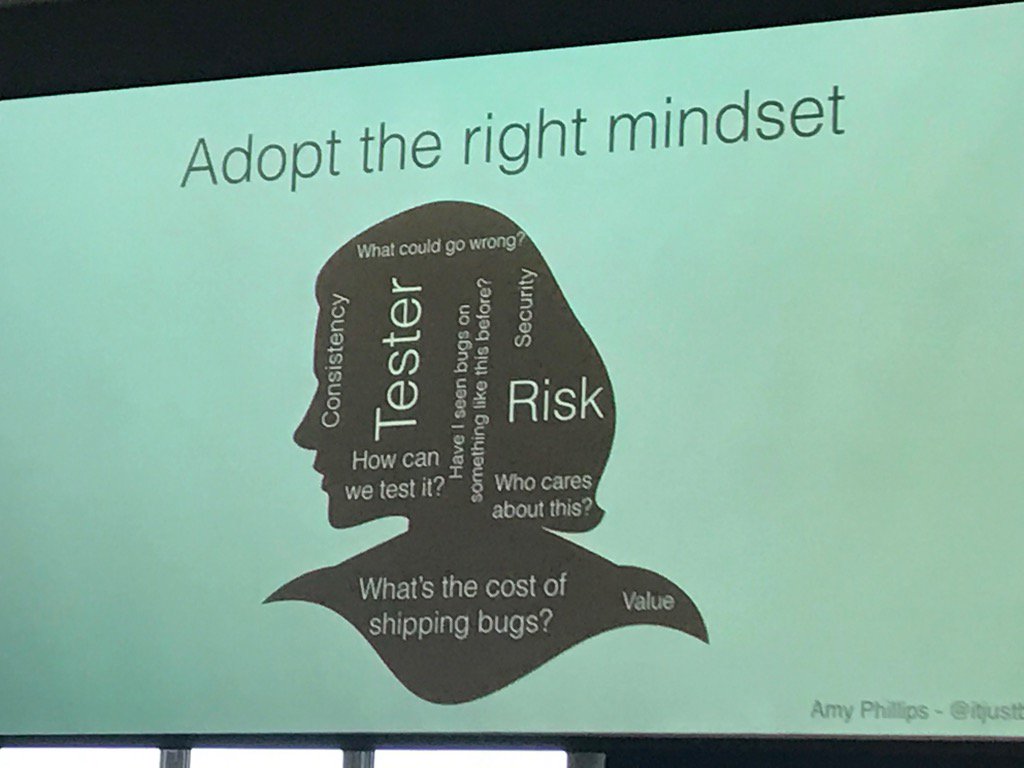 Adopt the right mindset
What could go wrong?
Consistency
Tester
Have I seen bugs on
something like this before?
Security
Risk
How can
we test it?
Who cares
about this?
What's the cost of
shipping bugs?
Value
Amy Phillips -